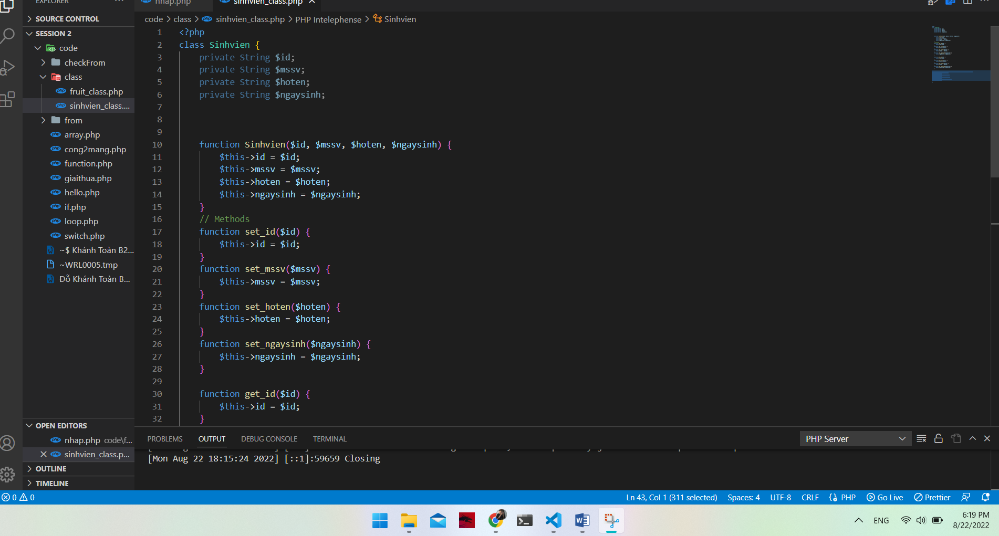 EXPLORER
SOURCE CONTROL
SESSION 2
code
checkFrom
class
fruit_class.php
sinhvien_class....
from
array.php
cong2mang.php
function.php
giaithua.php
hello.php
if.php
loop.php
switch.php
~$ Khánh Toàn B2...
~WRL0005.tmp
Đỗ Khánh Toàn B...
OPEN EDITORS
nhap.php code\f...
sinhvien_class.p...
OUTLINE
TIMELINE
nhap.php
sinhvien_class.php
code > class > sinhvien_class.php > PHP Intelephense > Sinhvien
1 <?php
2 class Sinhvien {
3 private String $id;
4 private String $mssv;
5 private String $hoten;
6 private String $ngaysinh;
7
8
9
10 function Sinhvien($id, $mssv, $hoten, $ngaysinh) {
11 $this->id = $id;
12 $this->mssv = $mssv;
13 $this->hoten = $hoten;
14 $this->ngaysinh = $ngaysinh;
15 }
16 // Methods
17 function set_id($id) {
18 $this->id = $id;
19 }
20 function set_mssv($mssv) {
21 $this->mssv = $mssv;
22 }
23 function set_hoten($hoten) {
24 $this->hoten = $hoten;
25 }
26 function set_ngaysinh($ngaysinh) {
27 $this->ngaysinh = $ngaysinh;
28 }
29
30 function get_id($id) {
31 $this->id = $id;
32 }
PROBLEMS OUTPUT DEBUG CONSOLE TERMINAL
PHP Server
[Mon Aug 22 18:15:24 2022] [::1]:59659 Closing
0 0
Ln 43, Col 1 (311 selected) Spaces: 4 UTF-8 CRLF PHP Go Live Prettier
ENG
6:19 PM
8/22/2022